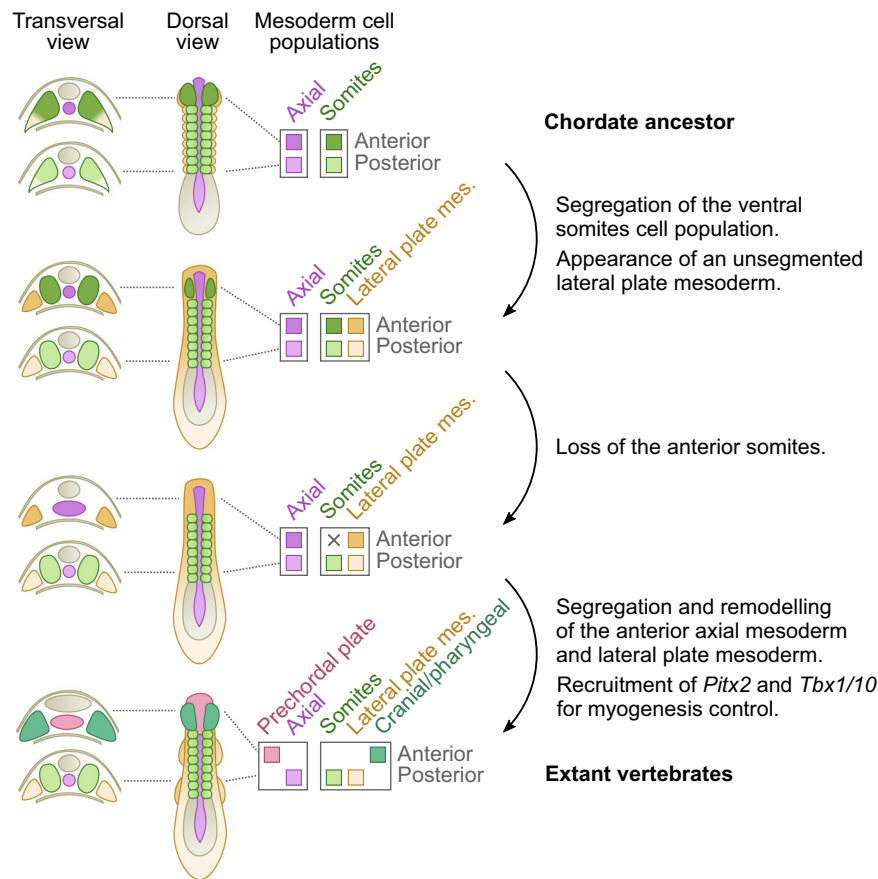 Transversal view
Dorsal view
Mesoderm cell populations
Axial
Somites
Anterior
Posterior
Chordate ancestor
Segregation of the ventral
somites cell population.
Appearance of an unsegmented
lateral plate mesoderm.
Axial
Somites
Lateral plate mes.
Anterior
Posterior
Loss of the anterior somites.
Axial
Somites
Lateral plate mes.
Anterior
Posterior
Segregation and remodelling
of the anterior axial mesoderm
and lateral plate mesoderm.
Recruitment of Pitx2 and Tbx1/10
for myogenesis control.
Prechordal plate
Axial
Somites
Lateral plate mes.
Cranial/pharyngeal
Anterior
Posterior
Extant vertebrates